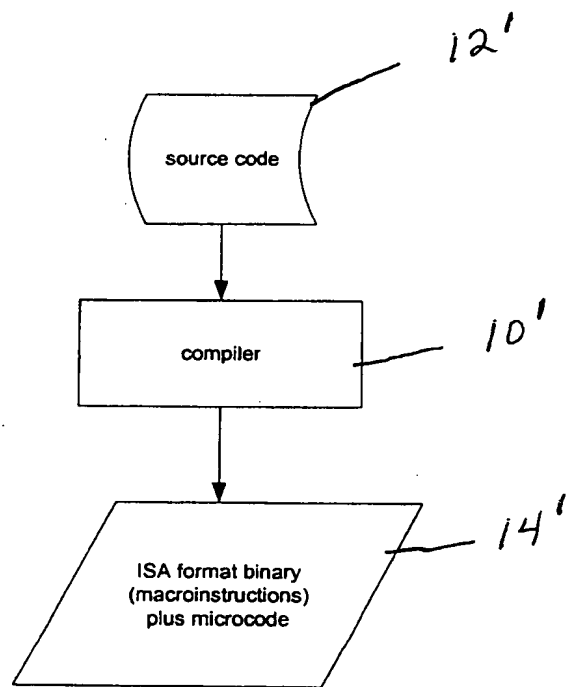 12'
source code
10'
compiler
14'
ISA format binary
(macroinstructions)
plus microcode